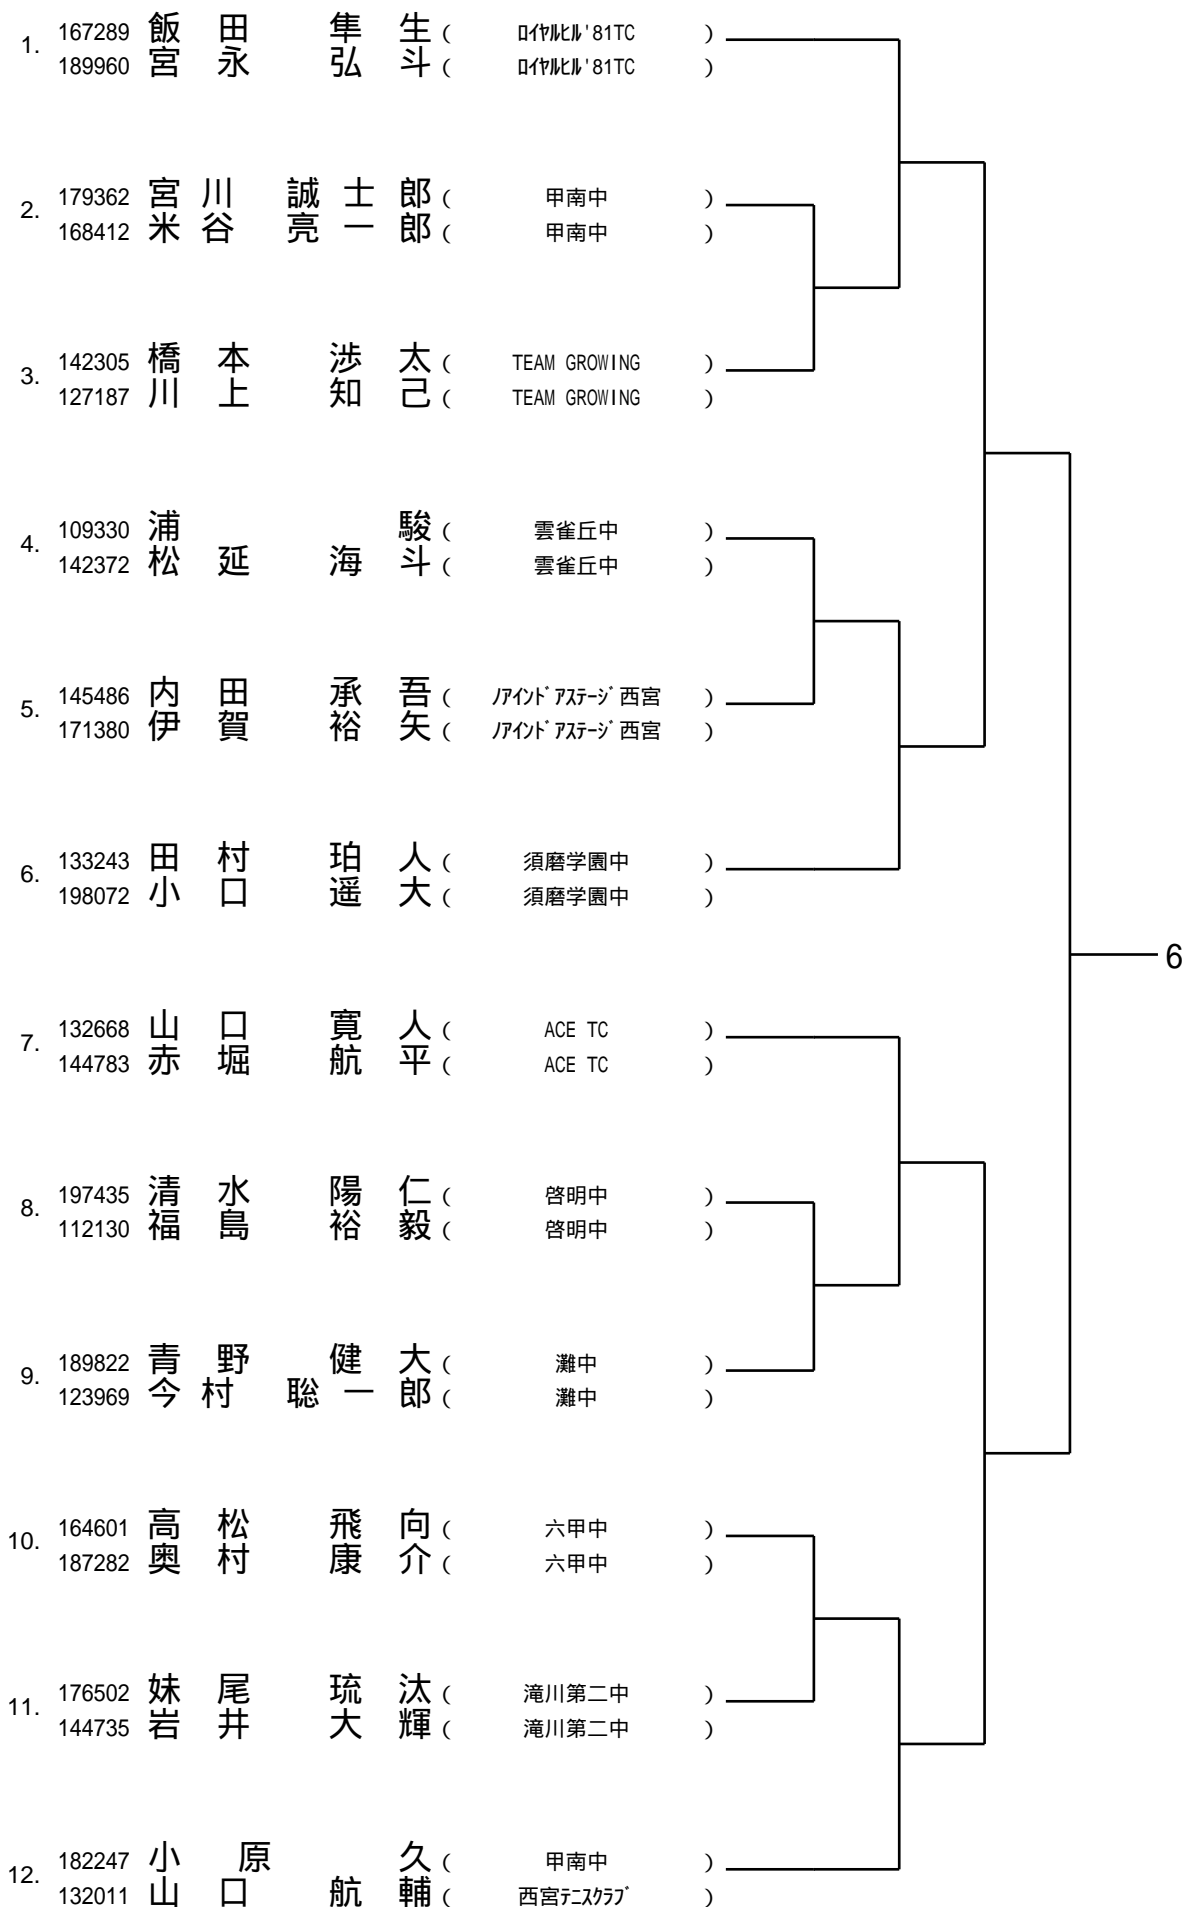 1. 167289 飯田 隼生 ( ﾛｲﾔﾙﾋﾙ'81TC )
189960 宮永 弘斗 ( ﾛｲﾔﾙﾋﾙ'81TC )
2. 179362 宮川 誠士郎 ( 甲南中 )
168412 米谷 亮一郎 ( 甲南中 )
3. 142305 橋本 渉太 ( TEAM GROWING )
127187 川上 知己 ( TEAM GROWING )
4. 109330 浦 駿 ( 雲雀丘中 )
142372 松延 海斗 ( 雲雀丘中 )
5. 145486 内田 承吾 ( ﾉｱｲﾝﾄﾞｱｽﾃｰｼﾞ西宮 )
171380 伊賀 裕矢 ( ﾉｱｲﾝﾄﾞｱｽﾃｰｼﾞ西宮 )
6. 133243 田村 珀人 ( 須磨学園中 )
198072 小口 遥大 ( 須磨学園中 )
6
7. 132668 山口 寛人 ( ACE TC )
144783 赤堀 航平 ( ACE TC )
8. 197435 清水 陽仁 ( 啓明中 )
112130 福島 裕毅 ( 啓明中 )
9. 189822 青野 健大 ( 灘中 )
123969 今村 聡一郎 ( 灘中 )
10. 164601 高松 飛向 ( 六甲中 )
187282 奥村 康介 ( 六甲中 )
11. 176502 妹尾 琉汰 ( 滝川第二中 )
144735 岩井 大輝 ( 滝川第二中 )
12. 182247 小原 久 ( 甲南中 )
132011 山口 航輔 ( 西宮ﾃﾆｽｸﾗﾌﾞ )